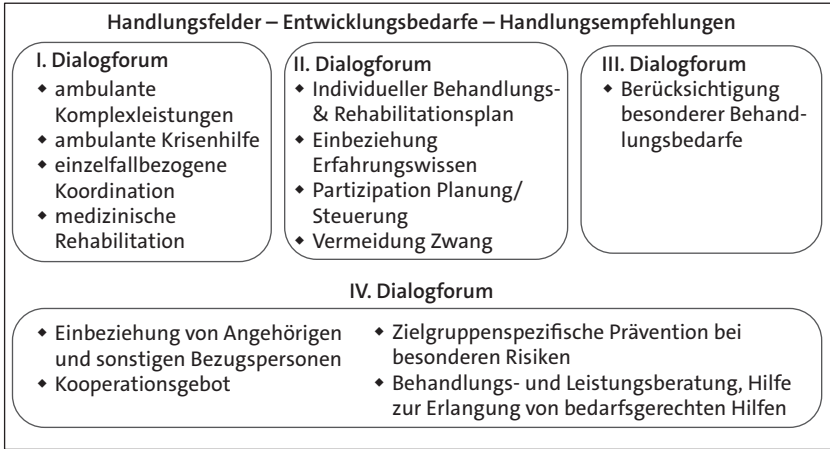 Handlungsfelder – Entwicklungsbedarfe – Handlungsempfehlungen
I. Dialogforum
◆ ambulante
Komplexleistungen
◆ ambulante Krisenhilfe
◆ einzelfallbezogene
Koordination
◆ medizinische
Rehabilitation
II. Dialogforum
◆ Individueller Behandlungs-
& Rehabilitationsplan
◆ Einbeziehung
Erfahrungswissen
◆ Partizipation Planung/
Steuerung
◆ Vermeidung Zwang
III. Dialogforum
◆ Berücksichtigung
besonderer Behand-
lungsbedarfe
IV. Dialogforum
◆ Einbeziehung von Angehörigen
und sonstigen Bezugspersonen
◆ Kooperationsgebot
◆ Zielgruppenspezifische Prävention bei
besonderen Risiken
◆ Behandlungs- und Leistungsberatung, Hilfe
zur Erlangung von bedarfsgerechten Hilfen